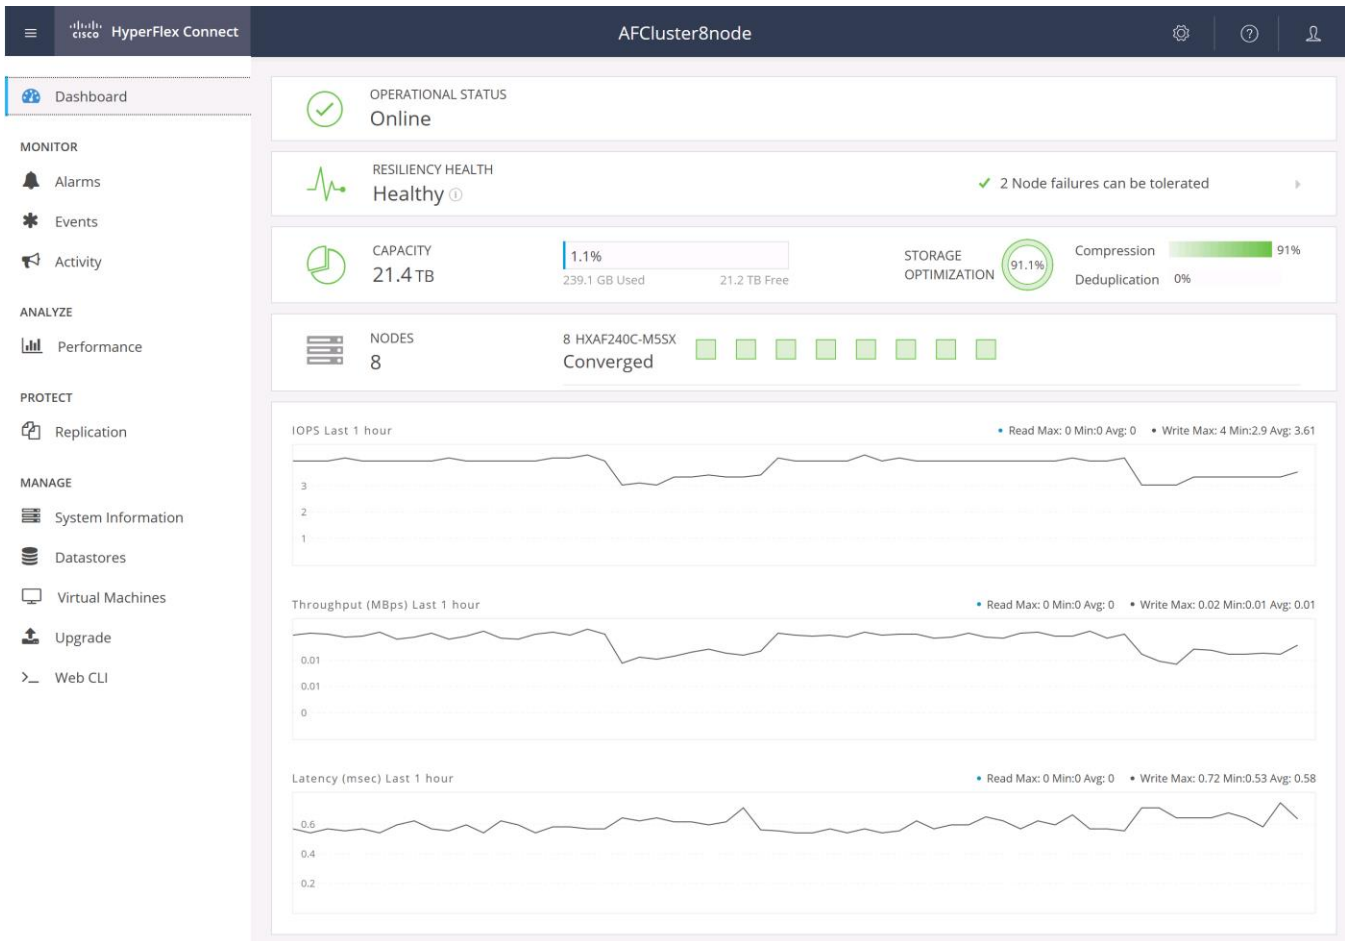 CISCO HyperFlex Connect
AFCluster8node
Dashboard
MONITOR
Alarms
Events
Activity
ANALYZE
Performance
PROTECT
Replication
MANAGE
System Information
Datastores
Virtual Machines
Upgrade
>_ Web CLI
OPERATIONAL STATUS
Online
RESILIENCY HEALTH
Healthy
2 Node failures can be tolerated
CAPACITY
21.4 TB
1.1%
239.1 GB Used 21.2 TB Free
STORAGE
OPTIMIZATION
91.1%
Compression 91%
Deduplication 0%
NODES
8
8 HXAF240C-M5SX
Converged
IOPS Last 1 hour
• Read Max: 0 Min:0 Avg: 0 • Write Max: 4 Min:2.9 Avg: 3.61
3
2
1
Throughput (MBps) Last 1 hour
• Read Max: 0 Min:0 Avg: 0 • Write Max: 0.02 Min:0.01 Avg: 0.01
0.01
0.01
0
Latency (msec) Last 1 hour
• Read Max: 0 Min:0 Avg: 0 • Write Max: 0.72 Min:0.53 Avg: 0.58
0.6
0.4
0.2